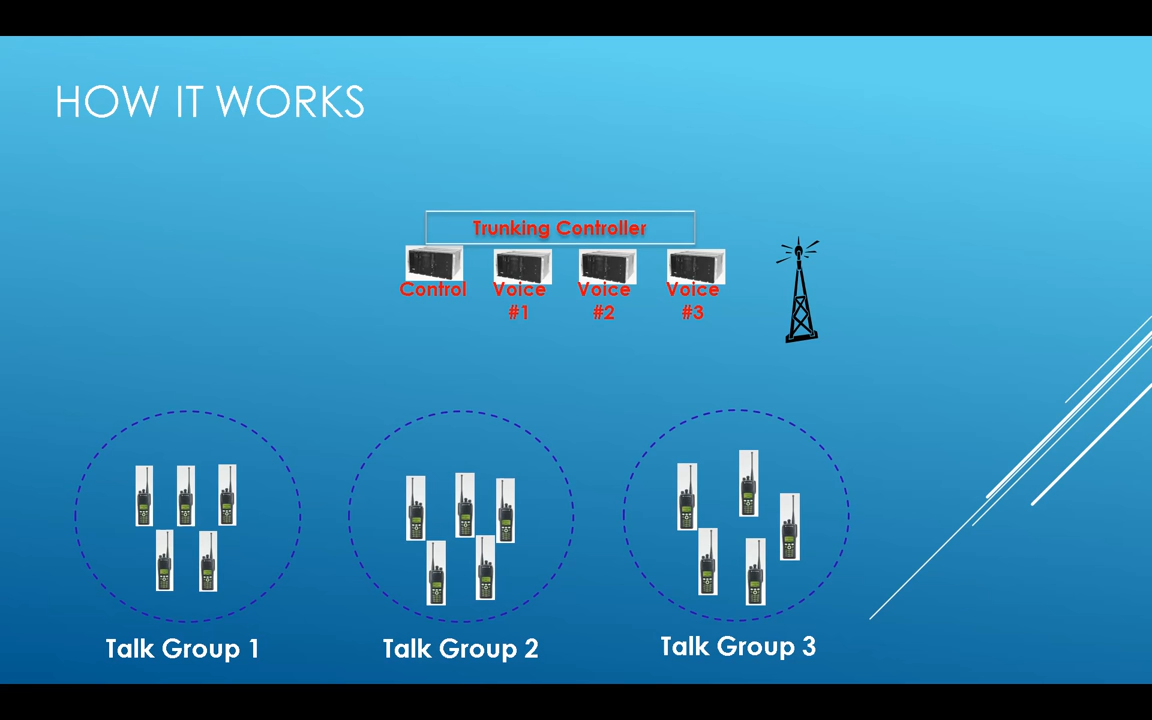 HOW IT WORKS
Trunking Controller
Control
Voice
#1
Voice
#2
Voice
#3
Talk Group 1
Talk Group 2
Talk Group 3